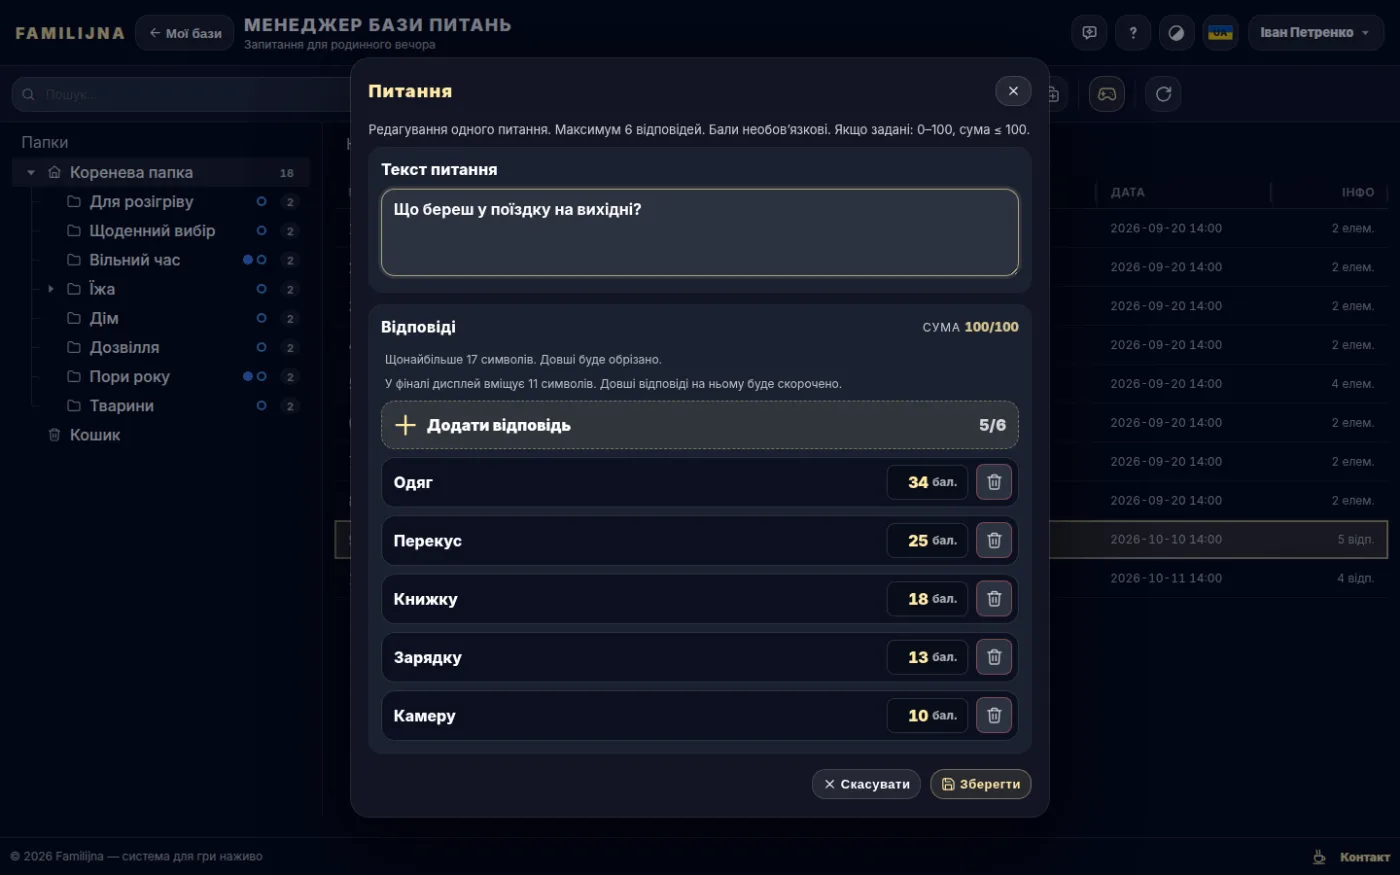 FAMILIJNA
← Мої бази
МЕНЕДЖЕР БАЗИ ПИТАНЬ
Запитання для родинного вечора
?
UA
Іван Петренко
Пошук...
Папки
Коренева папка 18
Для розігріву 2
Щоденний вибір 2
Вільний час 2
Їжа 2
Дім 2
Дозвілля 2
Пори року 2
Тварини 2
Кошик
ДАТА ІНФО
2026-09-20 14:00 2 елем.
2026-09-20 14:00 2 елем.
2026-09-20 14:00 2 елем.
2026-09-20 14:00 2 елем.
2026-09-20 14:00 4 елем.
2026-09-20 14:00 2 елем.
2026-09-20 14:00 2 елем.
2026-09-20 14:00 2 елем.
2026-10-10 14:00 5 відп.
2026-10-11 14:00 4 відп.
Питання
Редагування одного питання. Максимум 6 відповідей. Бали необов’язкові. Якщо задані: 0–100, сума ≤ 100.
Текст питання
Що береш у поїздку на вихідні?
Відповіді
СУМА 100/100
Щонайбільше 17 символів. Довші буде обрізано.
У фіналі дисплей вміщує 11 символів. Довші відповіді на ньому буде скорочено.
Додати відповідь 5/6
Одяг 34 бал.
Перекус 25 бал.
Книжку 18 бал.
Зарядку 13 бал.
Камеру 10 бал.
Скасувати
Зберегти
© 2026 Familijna — система для гри наживо
Контакт